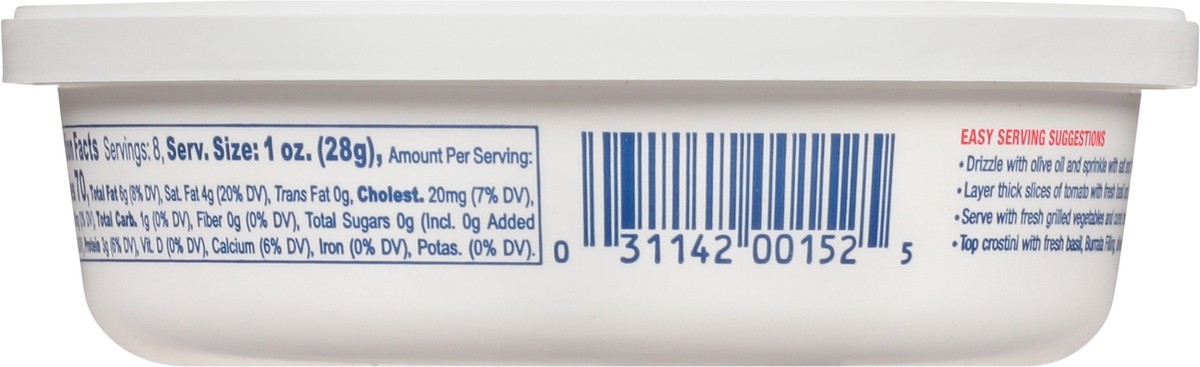 Facts Servings: 8, Serv. Size: 1 oz. (28g), Amount Per Serving:
70, Total Fat 6g (8% DV), Sat. Fat 4g (20% DV), Trans Fat 0g, Cholest. 20mg (7% DV),
Total Carb. 1g (0% DV), Fiber 0g (0% DV), Total Sugars 0g (Incl. 0g Added
Protein 3g (6% DV), Vit. D (0% DV), Calcium (6% DV), Iron (0% DV), Potas. (0% DV).
0 31142 00152 5
EASY SERVING SUGGESTIONS
• Drizzle with olive oil and sprinkle with salt
• Layer thick slices of tomato with fresh basil
• Serve with fresh grilled vegetables and
• Top crostini with fresh basil, Burrata Filling,